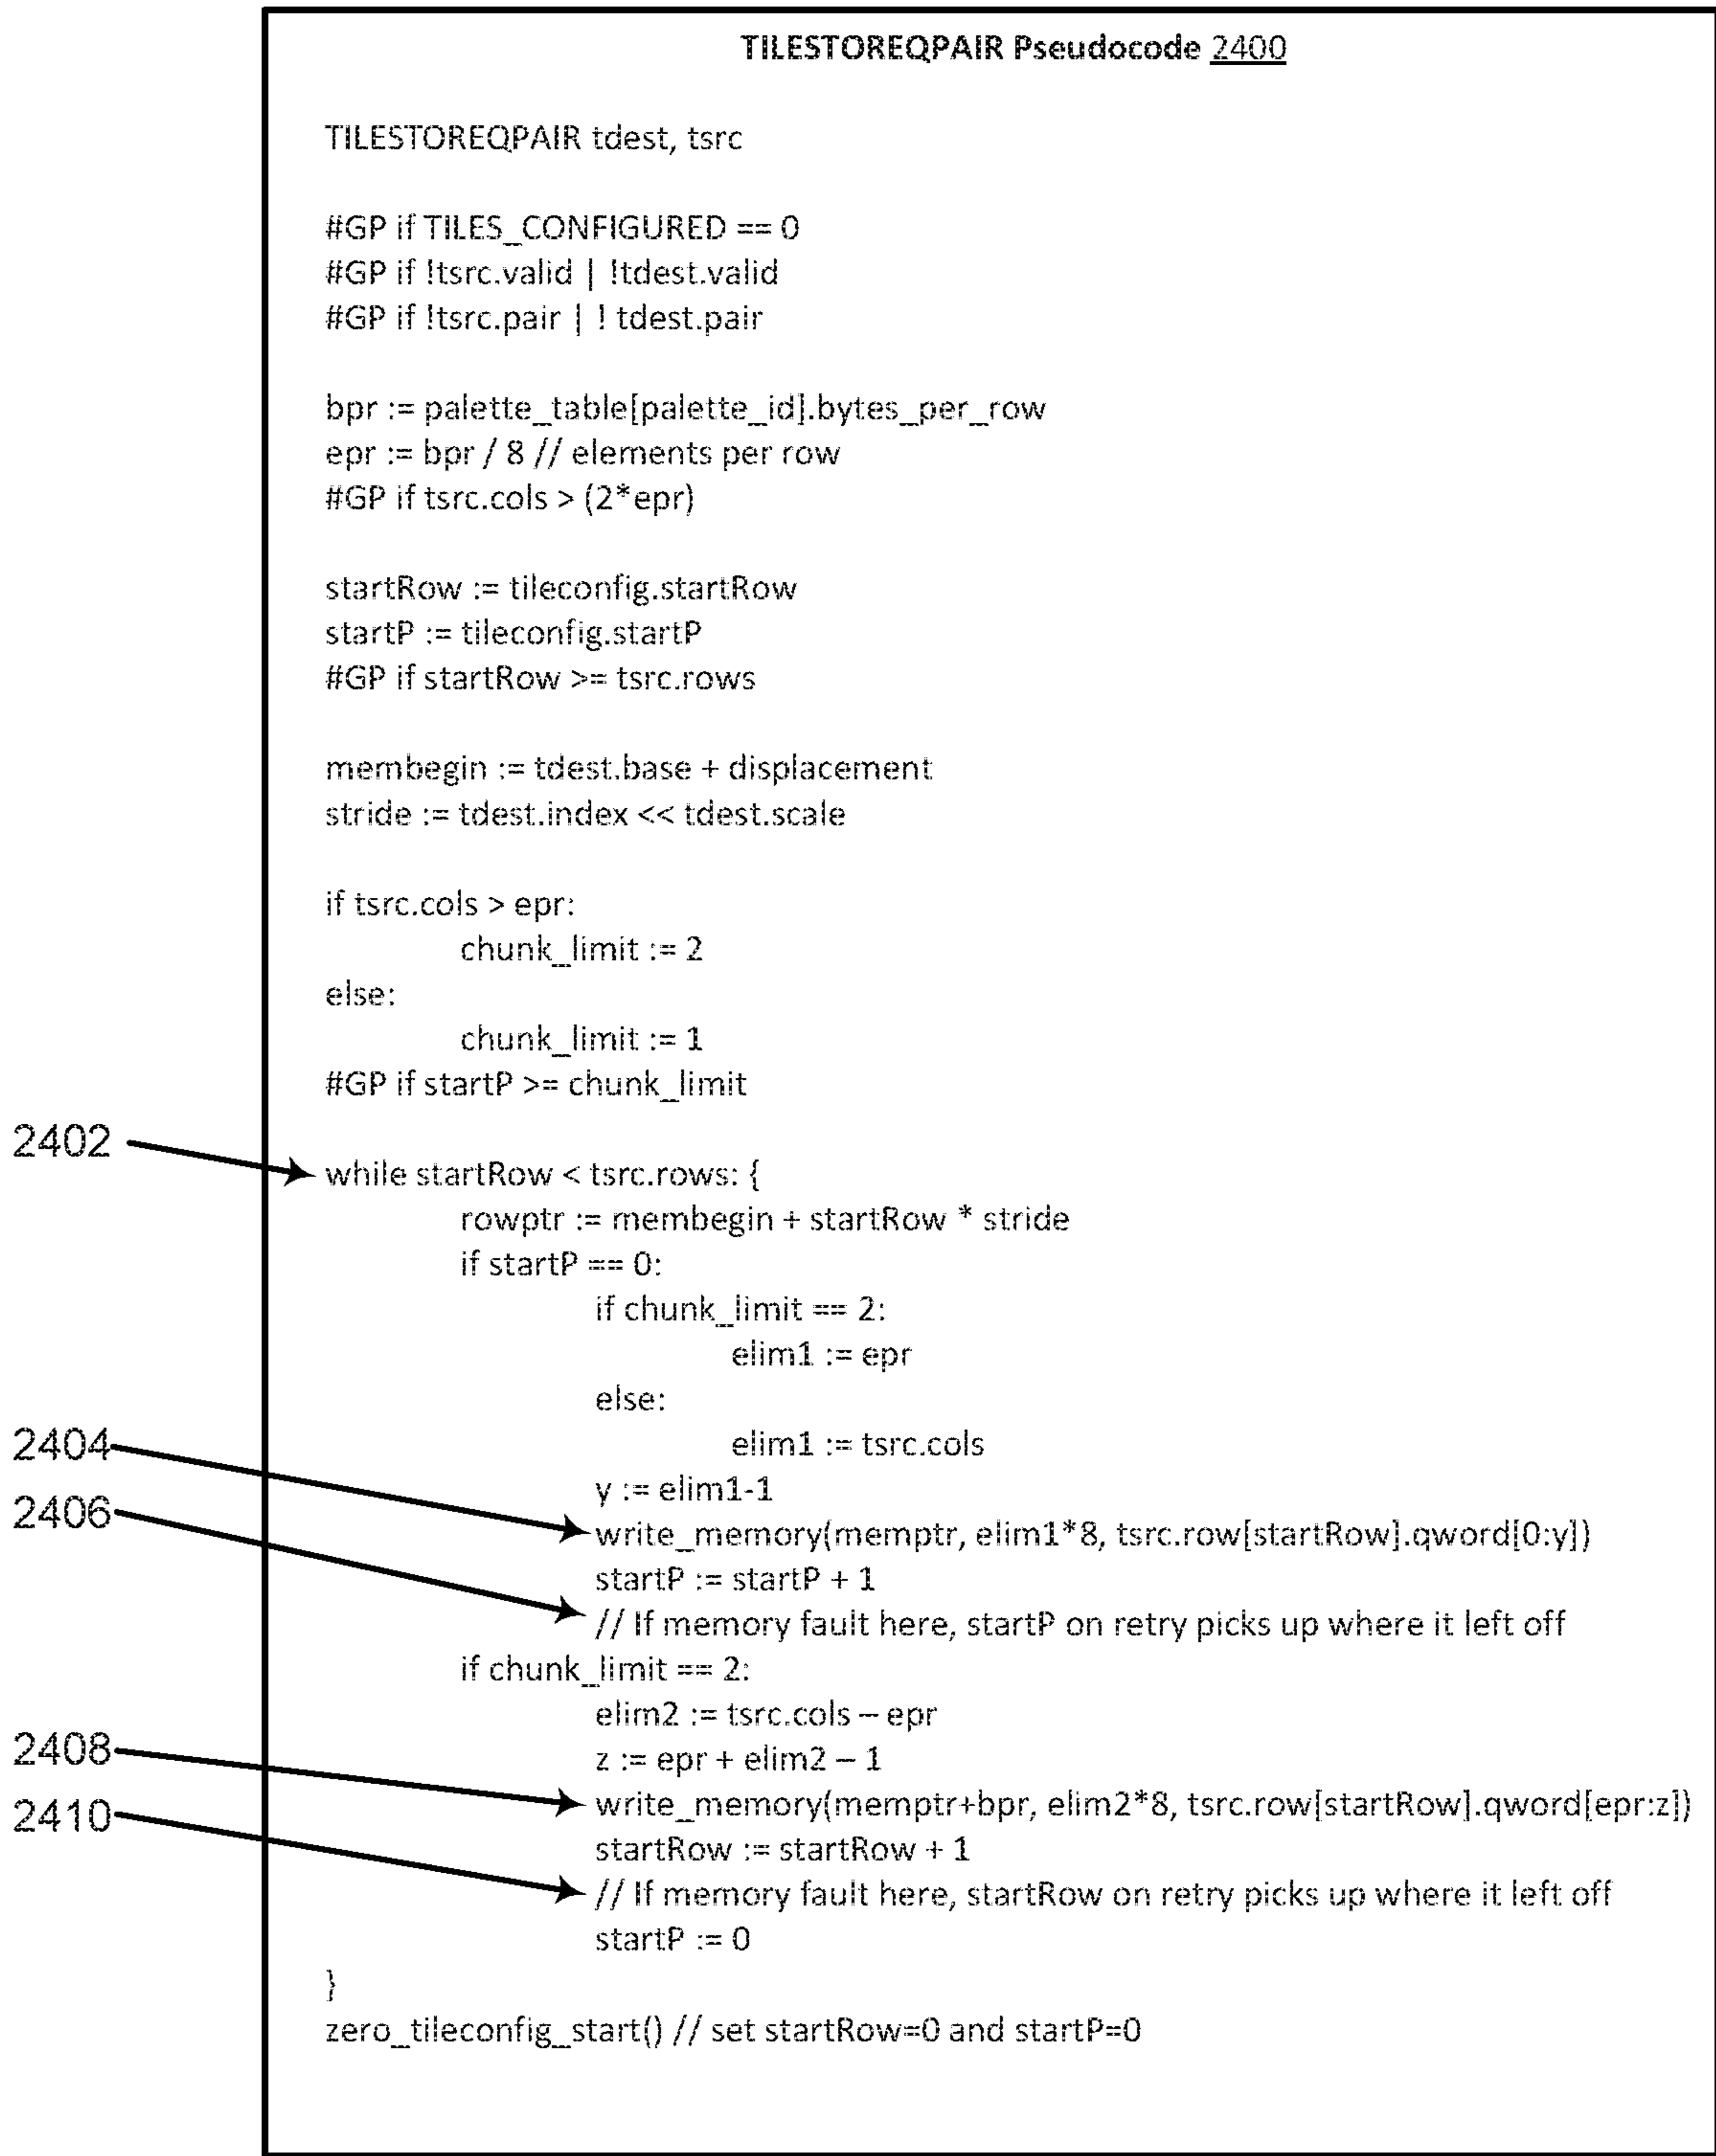 TILESTOREQPAIR Pseudocode 2400
TILESTOREQPAIR tdest, tsrc
#GP if TILES_CONFIGURED == 0
#GP if !tsrc.valid | !tdest.valid
#GP if !tsrc.pair | ! tdest.pair
bpr := palette_table[palette_id].bytes_per_row
epr := bpr / 8 // elements per row
#GP if tsrc.cols > (2*epr)
startRow := tileconfig.startRow
startP := tileconfig.startP
#GP if startRow >= tsrc.rows
membegin := tdest.base + displacement
stride := tdest.index << tdest.scale
if tsrc.cols > epr:
chunk_limit := 2
else:
chunk_limit := 1
#GP if startP >= chunk_limit
2402
while startRow < tsrc.rows: {
rowptr := membegin + startRow * stride
if startP == 0:
if chunk_limit == 2:
elim1 := epr
else:
2404
elim1 := tsrc.cols
y := elim1-1
2406
write_memory(memptr, elim1*8, tsrc.row[startRow].qword[0:y])
startP := startP + 1
// If memory fault here, startP on retry picks up where it left off
if chunk_limit == 2:
elim2 := tsrc.cols – epr
2408
z := epr + elim2 – 1
write_memory(memptr+bpr, elim2*8, tsrc.row[startRow].qword[epr:z])
2410
startRow := startRow + 1
// If memory fault here, startRow on retry picks up where it left off
startP := 0
}
zero_tileconfig_start() // set startRow=0 and startP=0